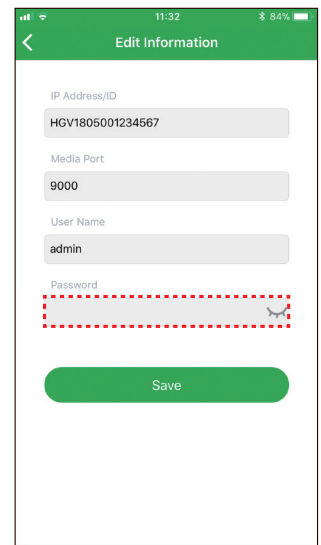 11:32
84%
Edit Information
IP Address/ID
HGV1805001234567
Media Port
9000
User Name
admin
Password
Save